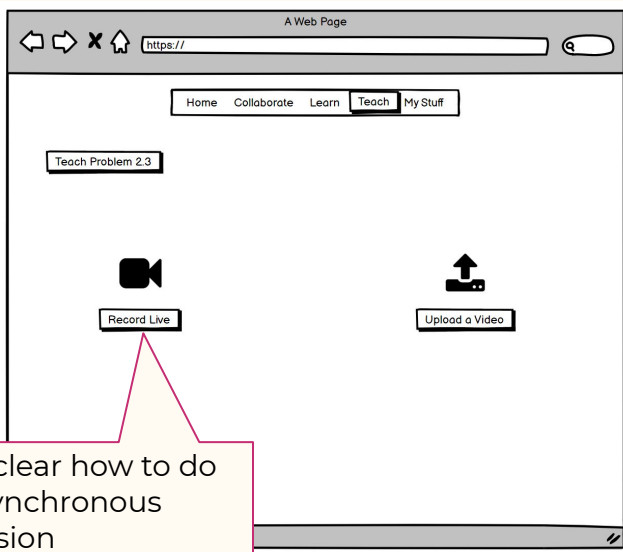 A Web Page
https://
Home Collaborate Learn Teach My Stuff
Teach Problem 2.3
Record Live
Upload a Video
clear how to do
ynchronous
sion